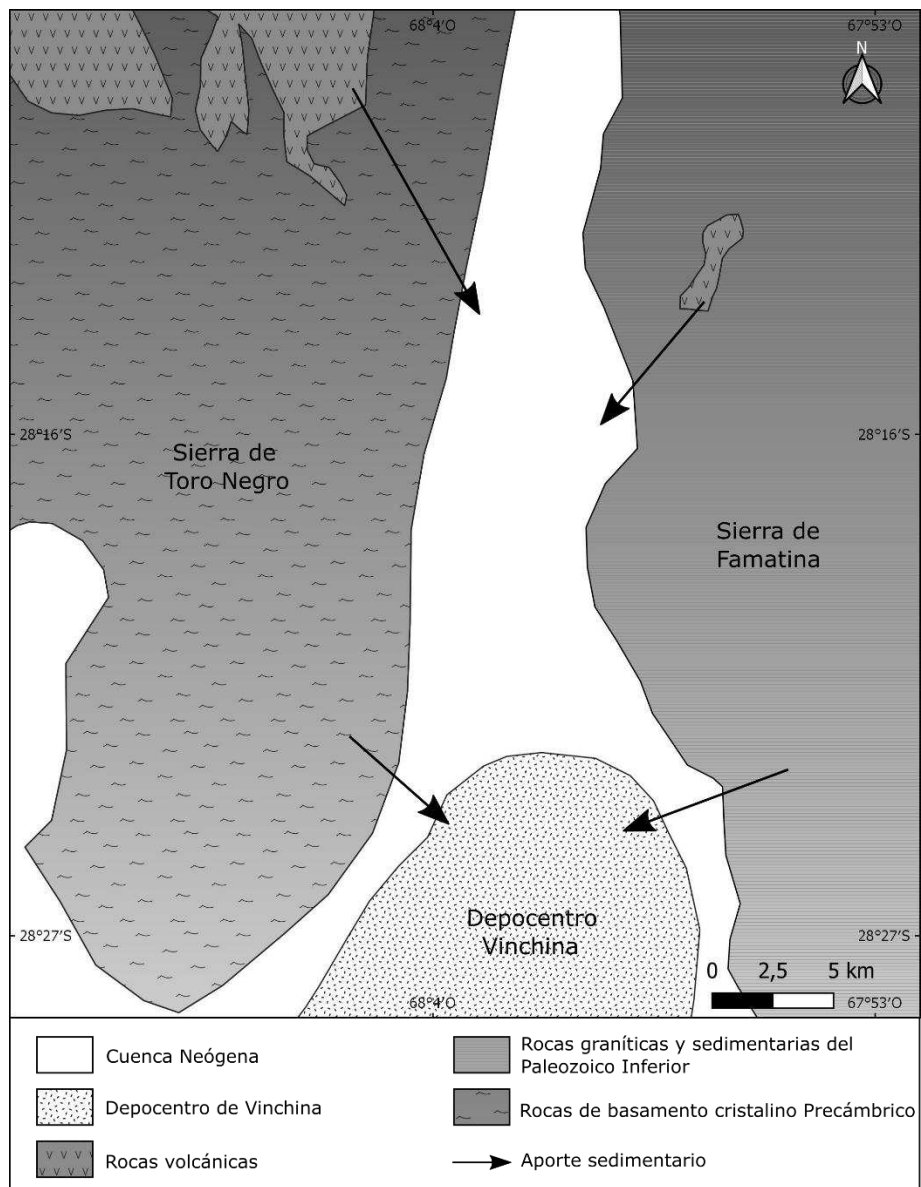 68°4'O
67°53'O
N
28°16'S
28°16'S
Sierra de
Toro Negro
Sierra de
Famatina
Depocentro
Vinchina
28°27'S
28°27'S
0 2,5 5 km
68°4'O
67°53'O
Cuenca Neógena
Depocentro de Vinchina
Rocas volcánicas
Rocas graníticas y sedimentarias del
Paleozoico Inferior
Rocas de basamento cristalino Precámbrico
Aporte sedimentario